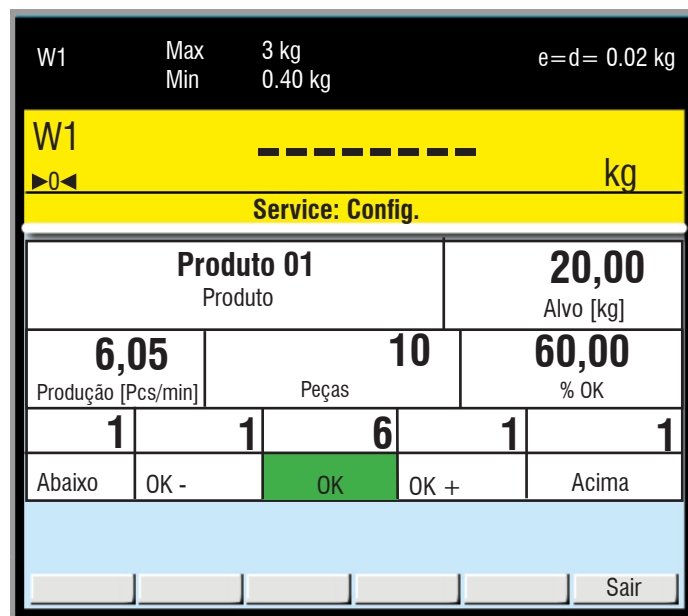 W1 Max 3 kg e=d= 0.02 kg
Min 0.40 kg
W1 --------
▶0◀ kg
Service: Config.
Produto 01 20,00
Produto Alvo [kg]
6,05 10 60,00
Produção [Pcs/min] Peças % OK
1 1 6 1 1
Abaixo OK - OK OK + Acima
Sair